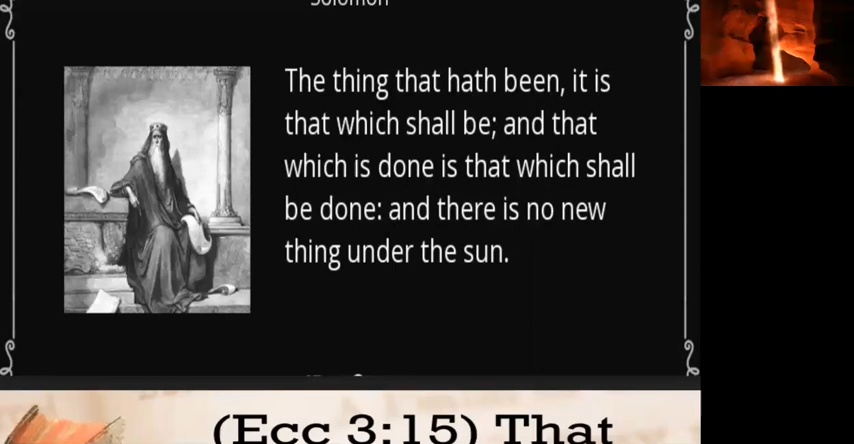 Solomon
The thing that hath been, it is
that which shall be; and that
which is done is that which shall
be done: and there is no new
thing under the sun.
(Ecc 3:15) That